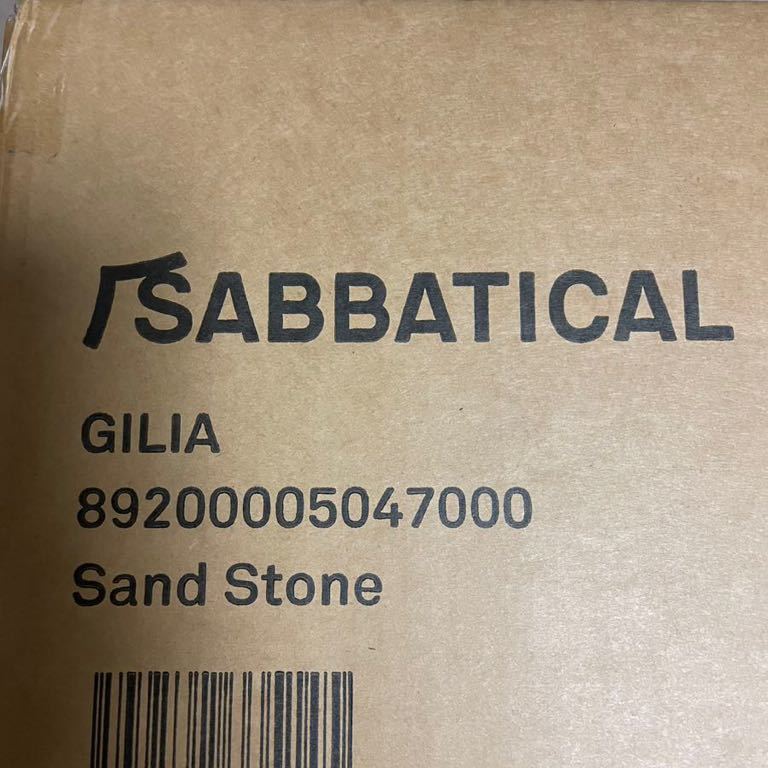 SABBATICAL
GILIA
89200005047000
Sand Stone